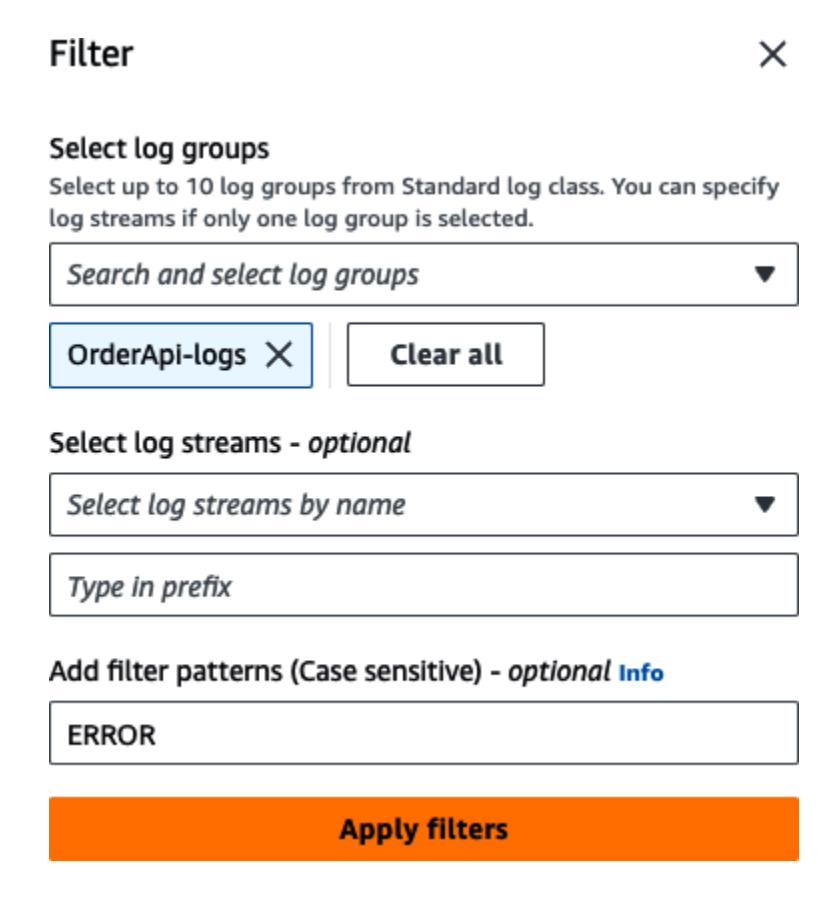 Filter
Select log groups
Select up to 10 log groups from Standard log class. You can specify
log streams if only one log group is selected.
Search and select log groups
OrderApi-logs Clear all
Select log streams - optional
Select log streams by name
Type in prefix
Add filter patterns (Case sensitive) - optional Info
ERROR
Apply filters